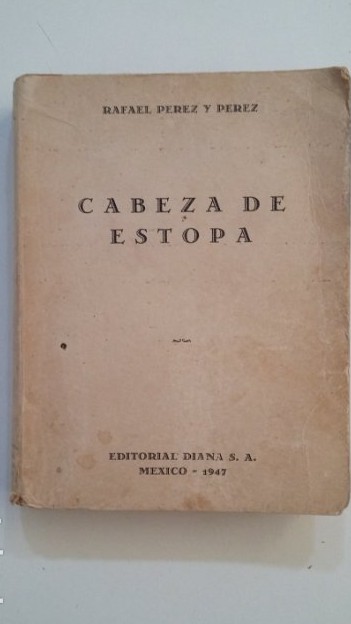 RAFAEL PEREZ Y PEREZ
CABEZA DE
ESTOPA
EDITORIAL DIANA S. A.
MEXICO - 1947